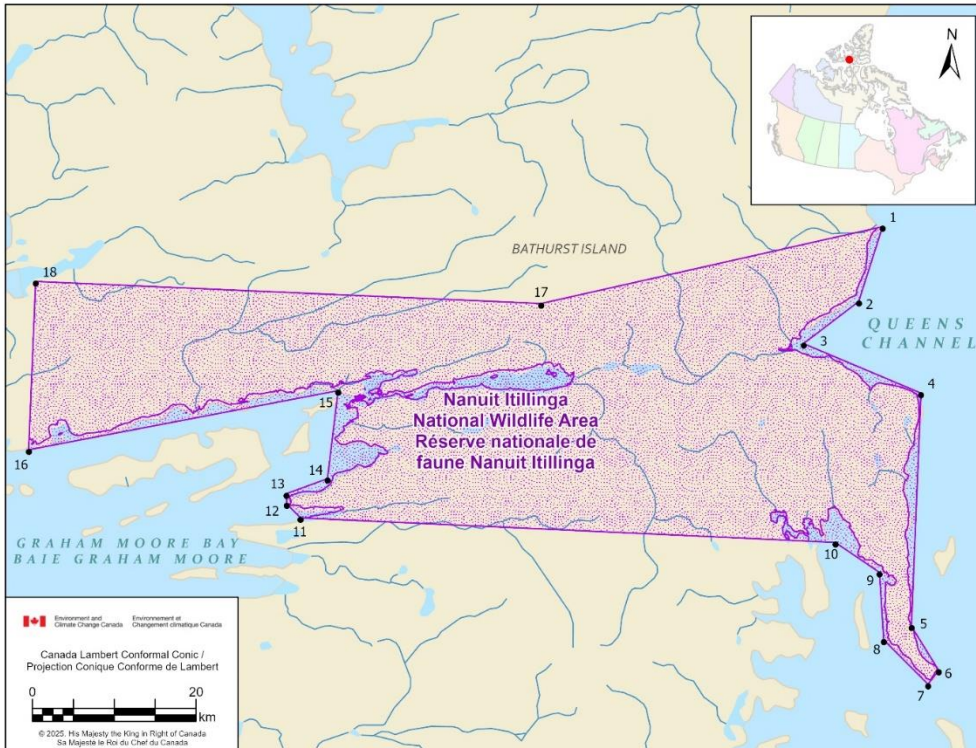 N
BATHURST ISLAND
QUEENS
CHANNEL
Nanuit Itillinga
National Wildlife Area
Réserve nationale de
faune Nanuit Itillinga
GRAHAM MOORE BAY
BAIE GRAHAM MOORE
1
2
3
4
5
6
7
8
9
10
11
12
13
14
15
16
17
18
Environment and Climate Change Canada
Environnement et Changement climatique Canada
Canada Lambert Conformal Conic /
Projection Conique Conforme de Lambert
0 20
km
© 2025. His Majesty the King in Right of Canada
Sa Majesté le Roi du Chef du Canada